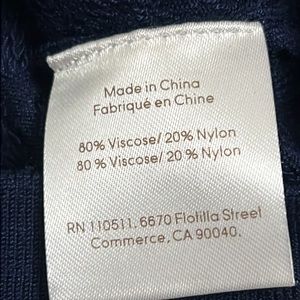 Made in China
Fabriqué en Chine
80% Viscose/ 20% Nylon
80 % Viscose/ 20 % Nylon
RN 110511. 6670 Flotilla Street
Commerce, CA 90040.